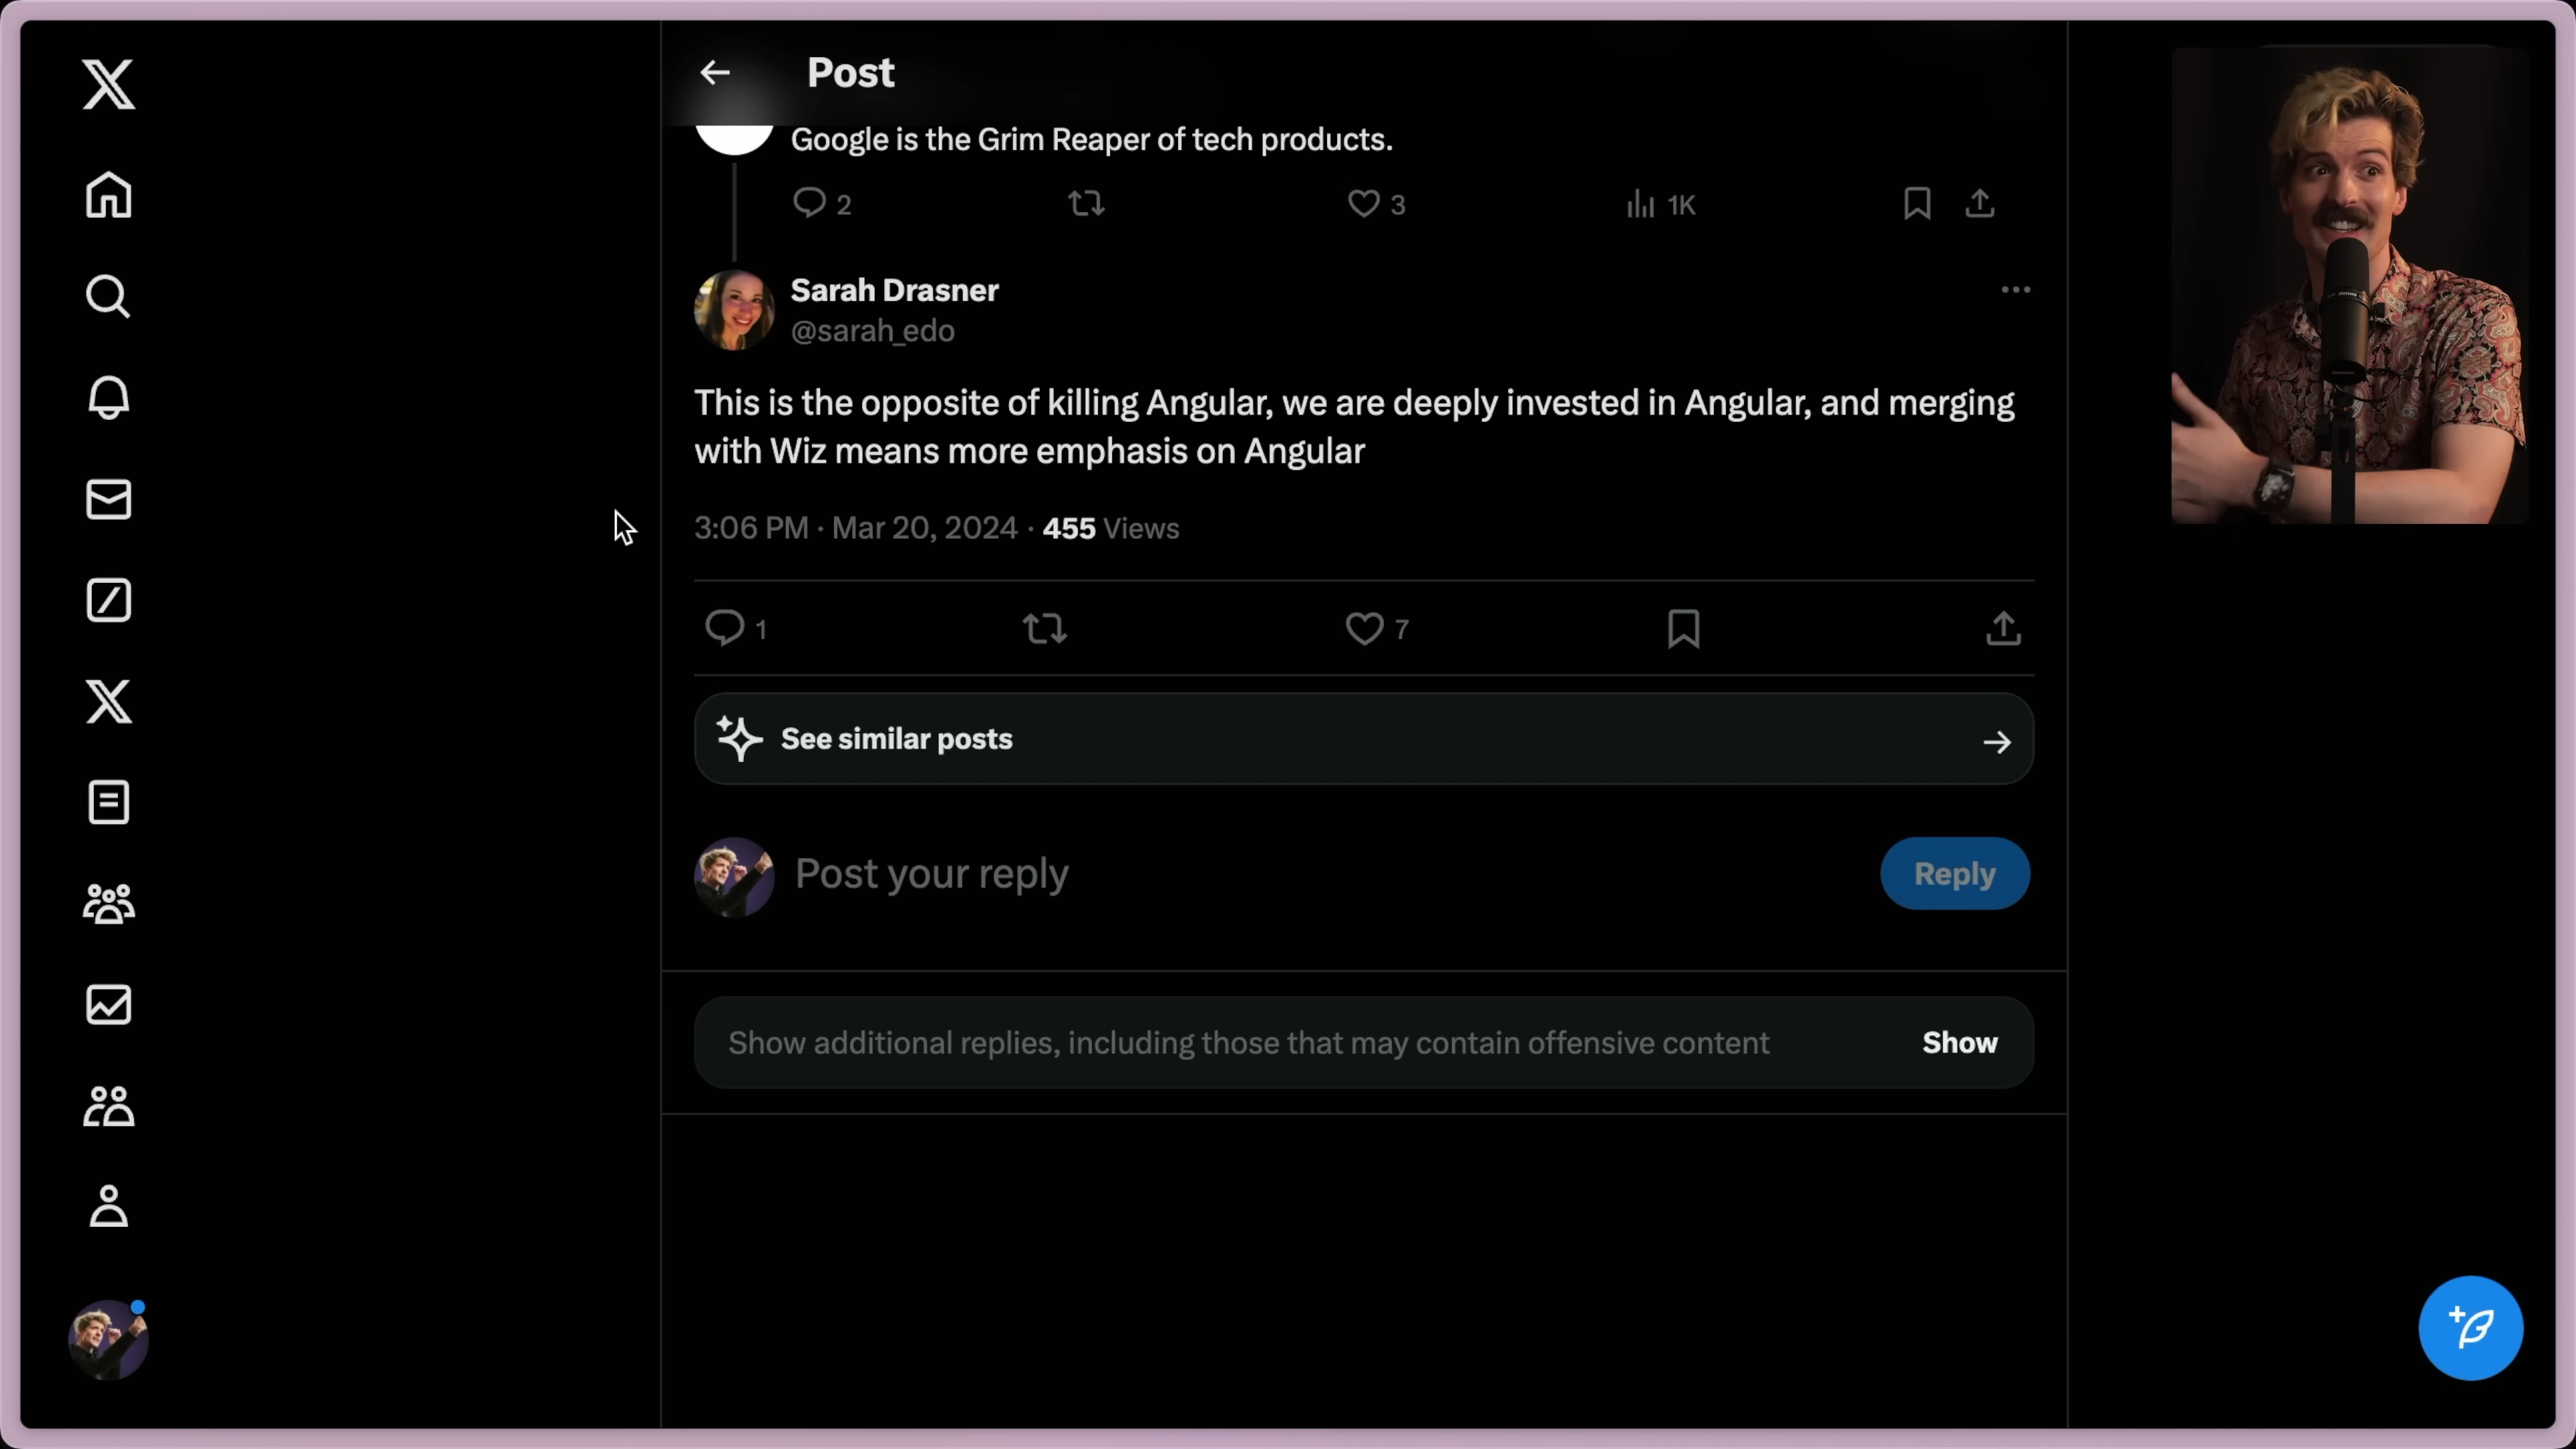 Post
Google is the Grim Reaper of tech products.
2
3
1K
Sarah Drasner
@sarah_edo
This is the opposite of killing Angular, we are deeply invested in Angular, and merging
with Wiz means more emphasis on Angular
3:06 PM · Mar 20, 2024 · 455 Views
1
7
See similar posts
Post your reply
Reply
Show additional replies, including those that may contain offensive content
Show